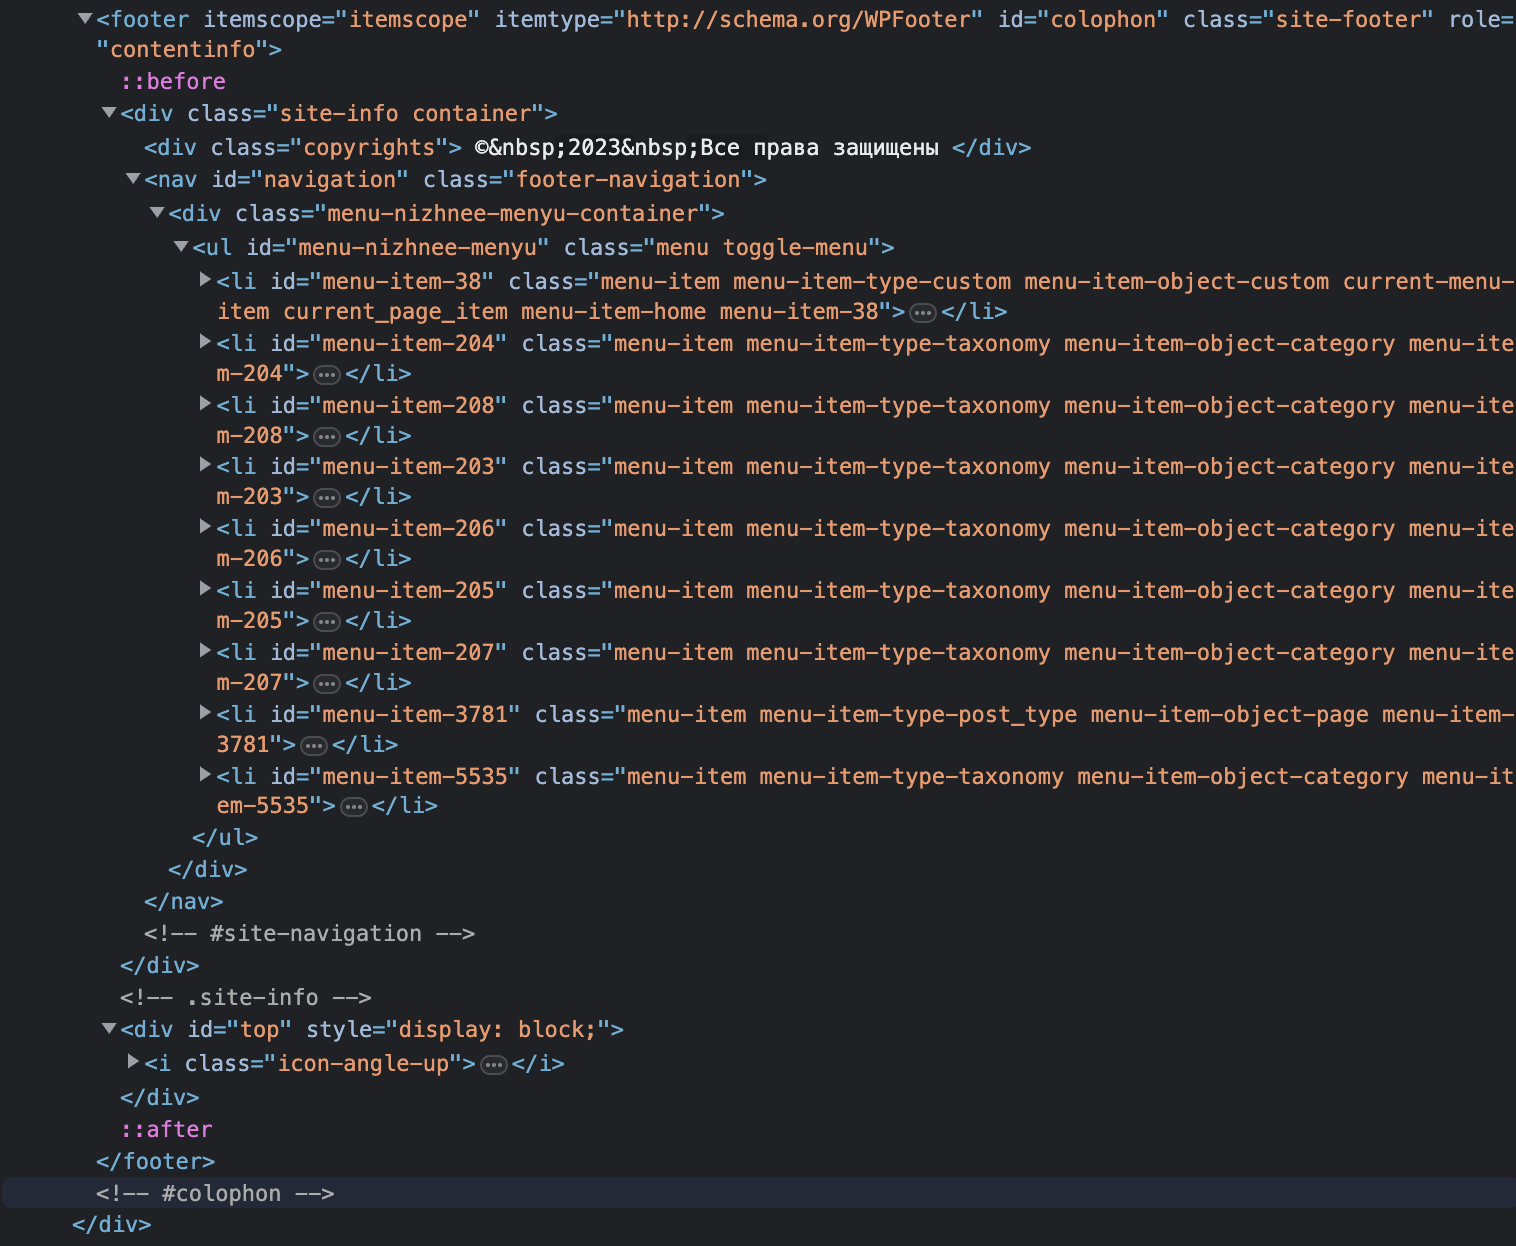 <footer itemscope="itemscope" itemtype="http://schema.org/WPFooter" id="colophon" class="site-footer" role=
"contentinfo">
::before
<div class="site-info container">
<div class="copyrights"> ©&nbsp;2023&nbsp;Все права защищены </div>
<nav id="navigation" class="footer-navigation">
<div class="menu-nizhnee-menyu-container">
<ul id="menu-nizhnee-menyu" class="menu toggle-menu">
<li id="menu-item-38" class="menu-item menu-item-type-custom menu-item-object-custom current-menu-
item current_page_item menu-item-home menu-item-38">…</li>
<li id="menu-item-204" class="menu-item menu-item-type-taxonomy menu-item-object-category menu-ite
m-204">…</li>
<li id="menu-item-208" class="menu-item menu-item-type-taxonomy menu-item-object-category menu-ite
m-208">…</li>
<li id="menu-item-203" class="menu-item menu-item-type-taxonomy menu-item-object-category menu-ite
m-203">…</li>
<li id="menu-item-206" class="menu-item menu-item-type-taxonomy menu-item-object-category menu-ite
m-206">…</li>
<li id="menu-item-205" class="menu-item menu-item-type-taxonomy menu-item-object-category menu-ite
m-205">…</li>
<li id="menu-item-207" class="menu-item menu-item-type-taxonomy menu-item-object-category menu-ite
m-207">…</li>
<li id="menu-item-3781" class="menu-item menu-item-type-post_type menu-item-object-page menu-item-
3781">…</li>
<li id="menu-item-5535" class="menu-item menu-item-type-taxonomy menu-item-object-category menu-it
em-5535">…</li>
</ul>
</div>
</nav>
<!-- #site-navigation -->
</div>
<!-- .site-info -->
<div id="top" style="display: block;">
<i class="icon-angle-up">…</i>
</div>
::after
</footer>
<!-- #colophon -->
</div>